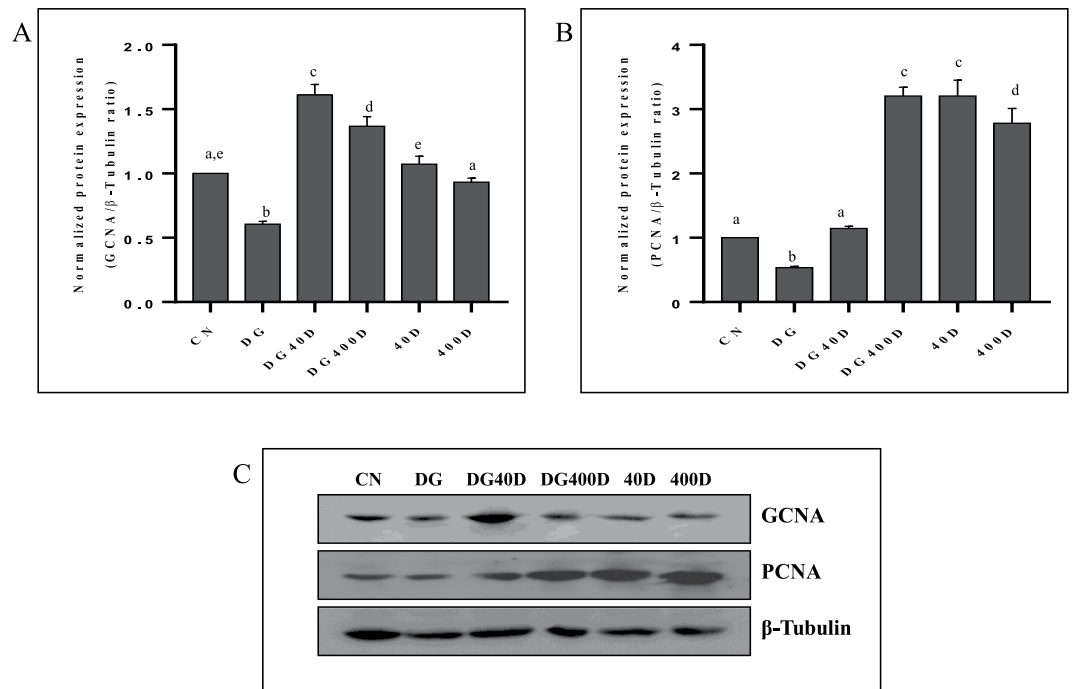 A
Normalized protein expression
(GCNA/β-Tubulin ratio)
2.0
1.5
1.0
0.5
0.0
a,e
b
c
d
e
a
CN
DG
DG40D
DG400D
40D
400D
B
Normalized protein expression
(PCNA/β-Tubulin ratio)
4
3
2
1
0
a
b
a
c
c
d
CN
DG
DG40D
DG400D
40D
400D
C
CN DG DG40D DG400D 40D 400D
GCNA
PCNA
β-Tubulin